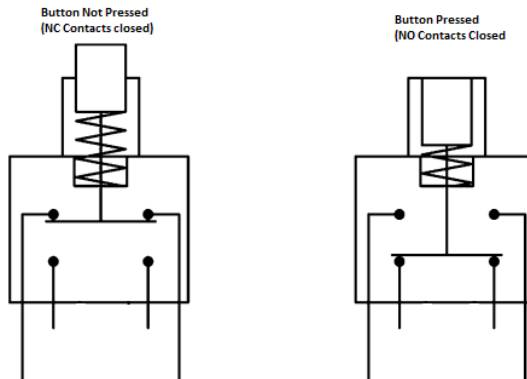 Button Not Pressed
(NC Contacts closed)
Button Pressed
(NO Contacts Closed